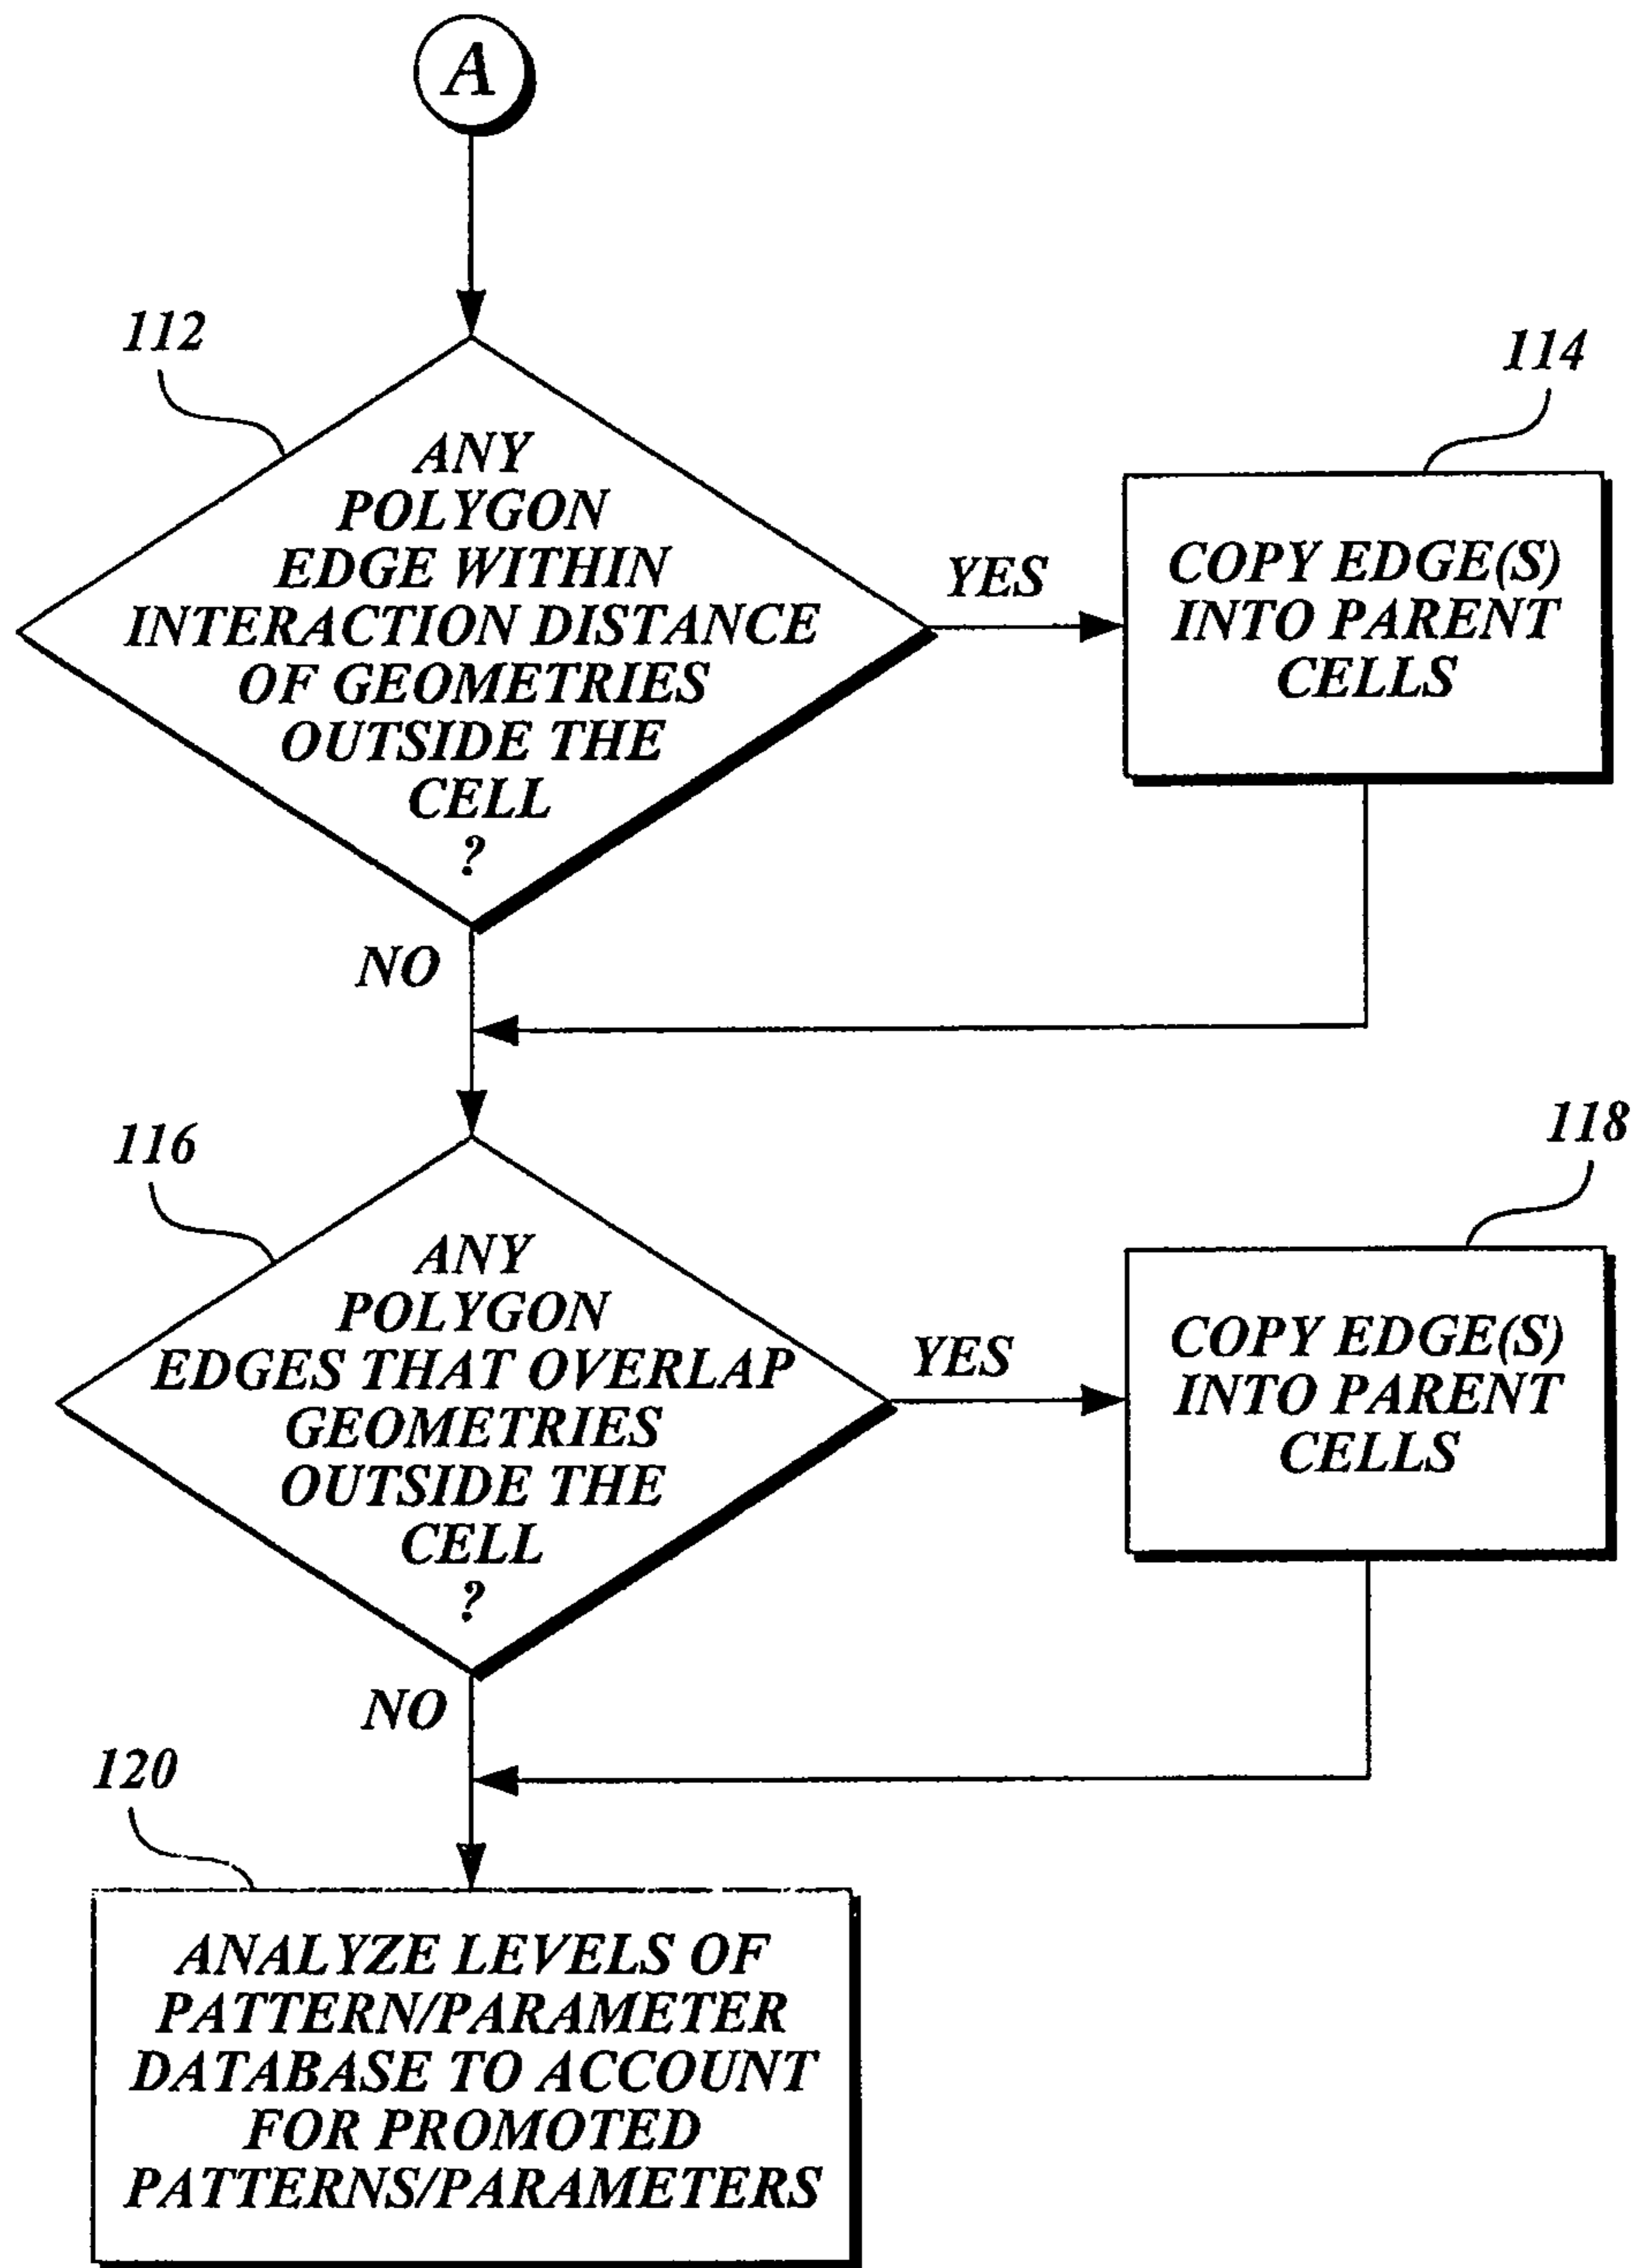 A
112
ANY
POLYGON
EDGE WITHIN
INTERACTION DISTANCE
OF GEOMETRIES
OUTSIDE THE
CELL
?
YES
114
COPY EDGE(S)
INTO PARENT
CELLS
NO
116
ANY
POLYGON
EDGES THAT OVERLAP
GEOMETRIES
OUTSIDE THE
CELL
?
YES
118
COPY EDGE(S)
INTO PARENT
CELLS
NO
120
ANALYZE LEVELS OF
PATTERN/PARAMETER
DATABASE TO ACCOUNT
FOR PROMOTED
PATTERNS/PARAMETERS